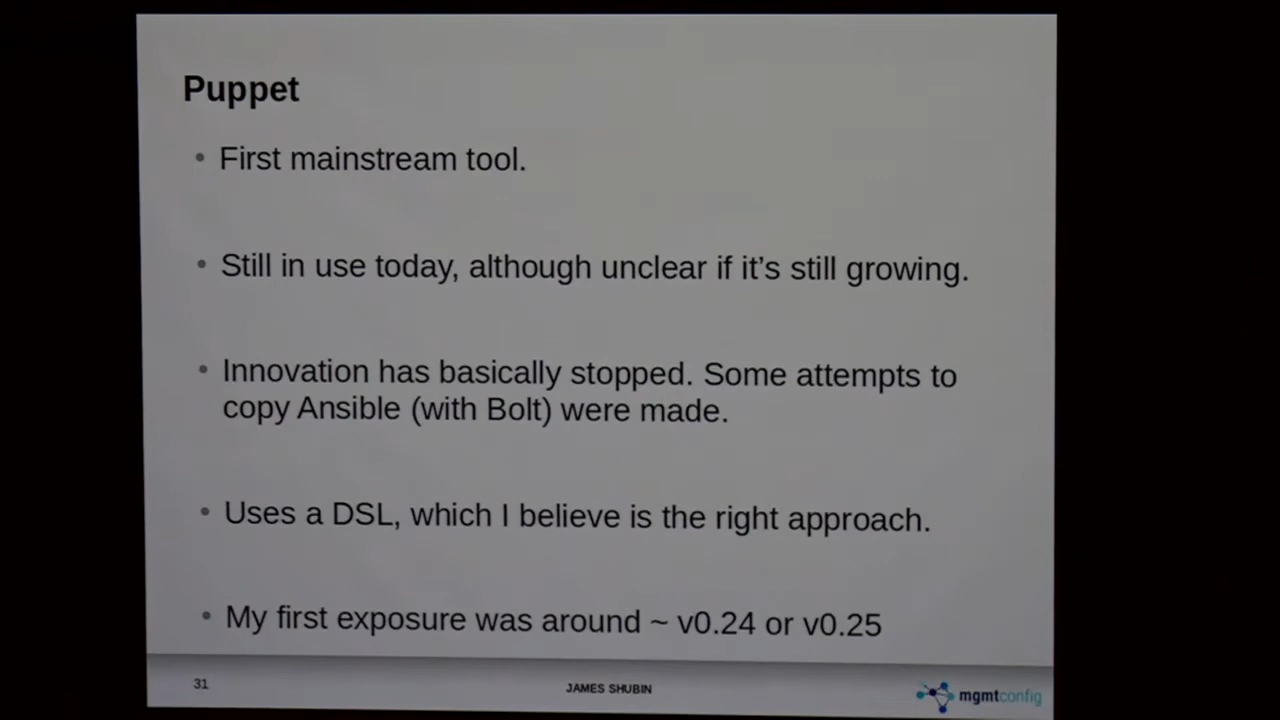 Puppet
• First mainstream tool.
• Still in use today, although unclear if it's still growing.
• Innovation has basically stopped. Some attempts to
copy Ansible (with Bolt) were made.
• Uses a DSL, which I believe is the right approach.
• My first exposure was around ~ v0.24 or v0.25
31
JAMES SHUBIN
mgmtconfig